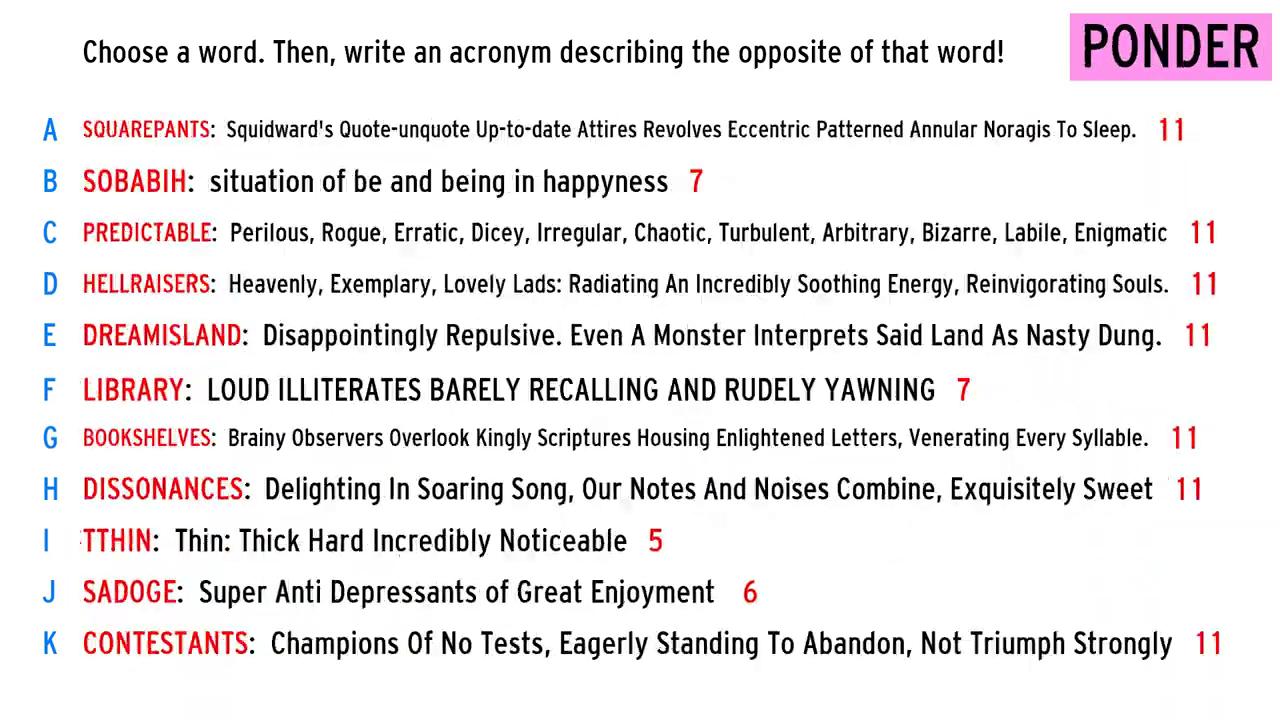 Choose a word. Then, write an acronym describing the opposite of that word!
PONDER
A SQUAREPANTS: Squidward's Quote-unquote Up-to-date Attires Revolves Eccentric Patterned Annular Noragis To Sleep. 11
B SOBABIH: situation of be and being in happyness 7
C PREDICTABLE: Perilous, Rogue, Erratic, Dicey, Irregular, Chaotic, Turbulent, Arbitrary, Bizarre, Labile, Enigmatic 11
D HELLRAISERS: Heavenly, Exemplary, Lovely Lads: Radiating An Incredibly Soothing Energy, Reinvigorating Souls. 11
E DREAMISLAND: Disappointingly Repulsive. Even A Monster Interprets Said Land As Nasty Dung. 11
F LIBRARY: LOUD ILLITERATES BARELY RECALLING AND RUDELY YAWNING 7
G BOOKSHELVES: Brainy Observers Overlook Kingly Scriptures Housing Enlightened Letters, Venerating Every Syllable. 11
H DISSONANCES: Delighting In Soaring Song, Our Notes And Noises Combine, Exquisitely Sweet 11
I TTHIN: Thin: Thick Hard Incredibly Noticeable 5
J SADOGE: Super Anti Depressants of Great Enjoyment 6
K CONTESTANTS: Champions Of No Tests, Eagerly Standing To Abandon, Not Triumph Strongly 11